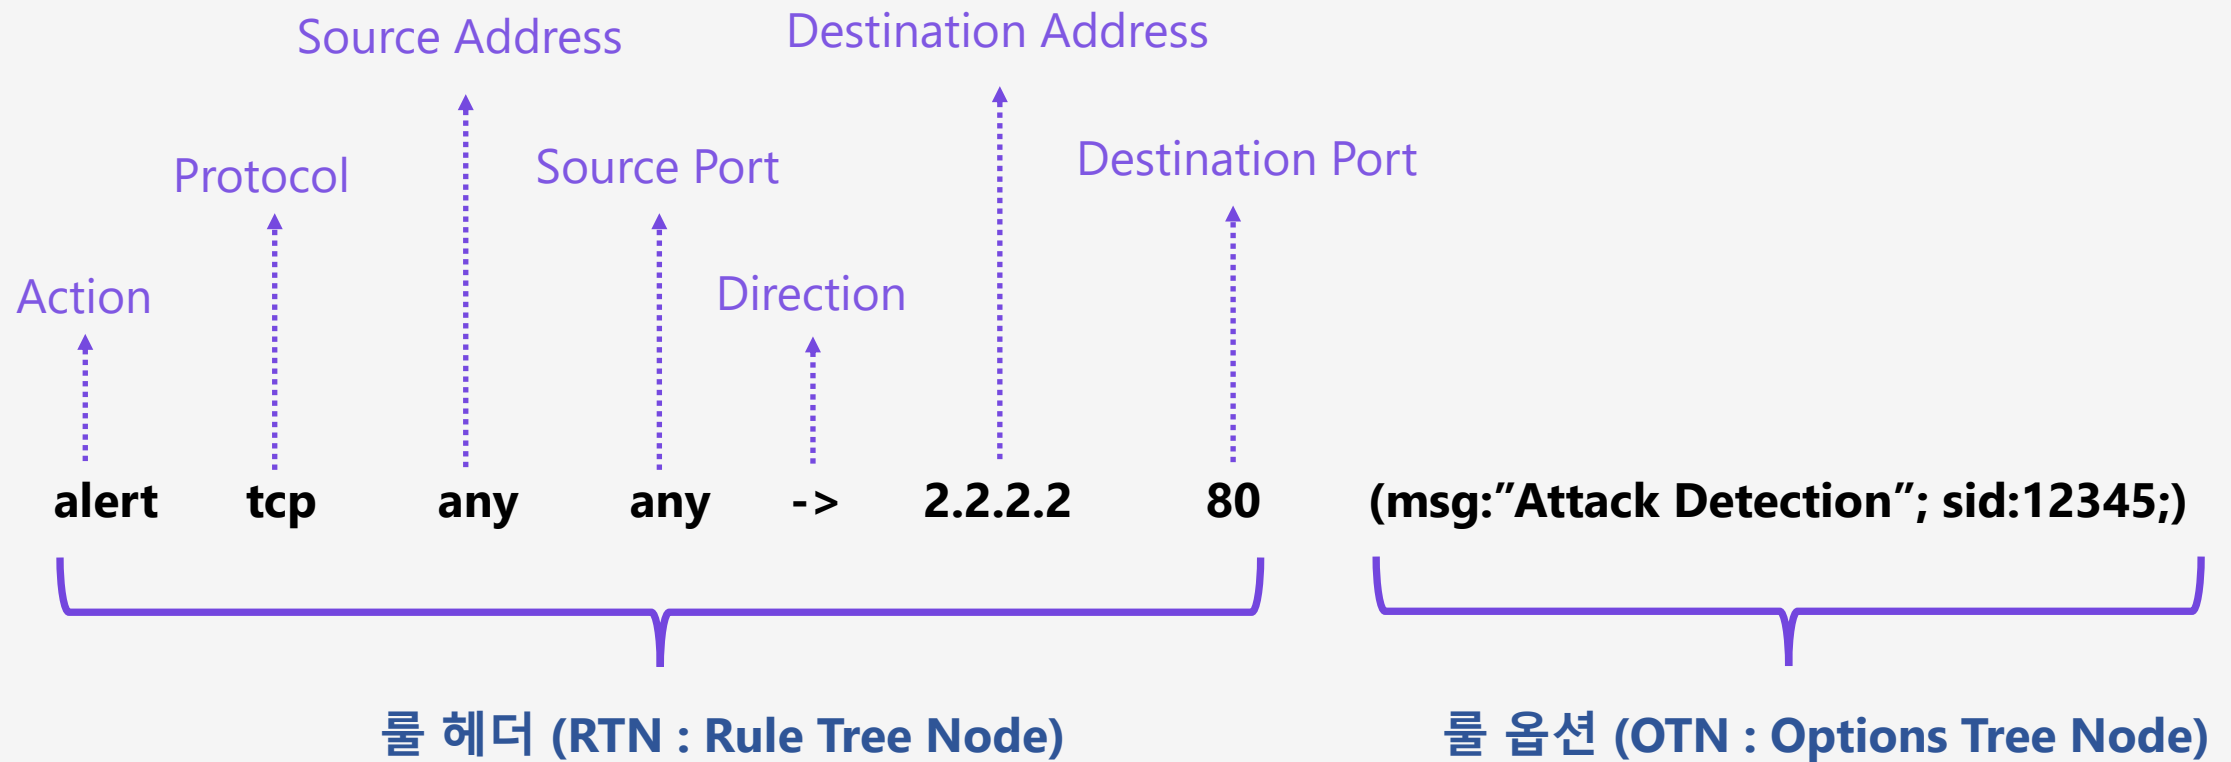 Source Address
Destination Address
Protocol
Source Port
Destination Port
Action
Direction
alert tcp any any -> 2.2.2.2 80 (msg:”Attack Detection”; sid:12345;)
룰 헤더 (RTN : Rule Tree Node)
룰 옵션 (OTN : Options Tree Node)